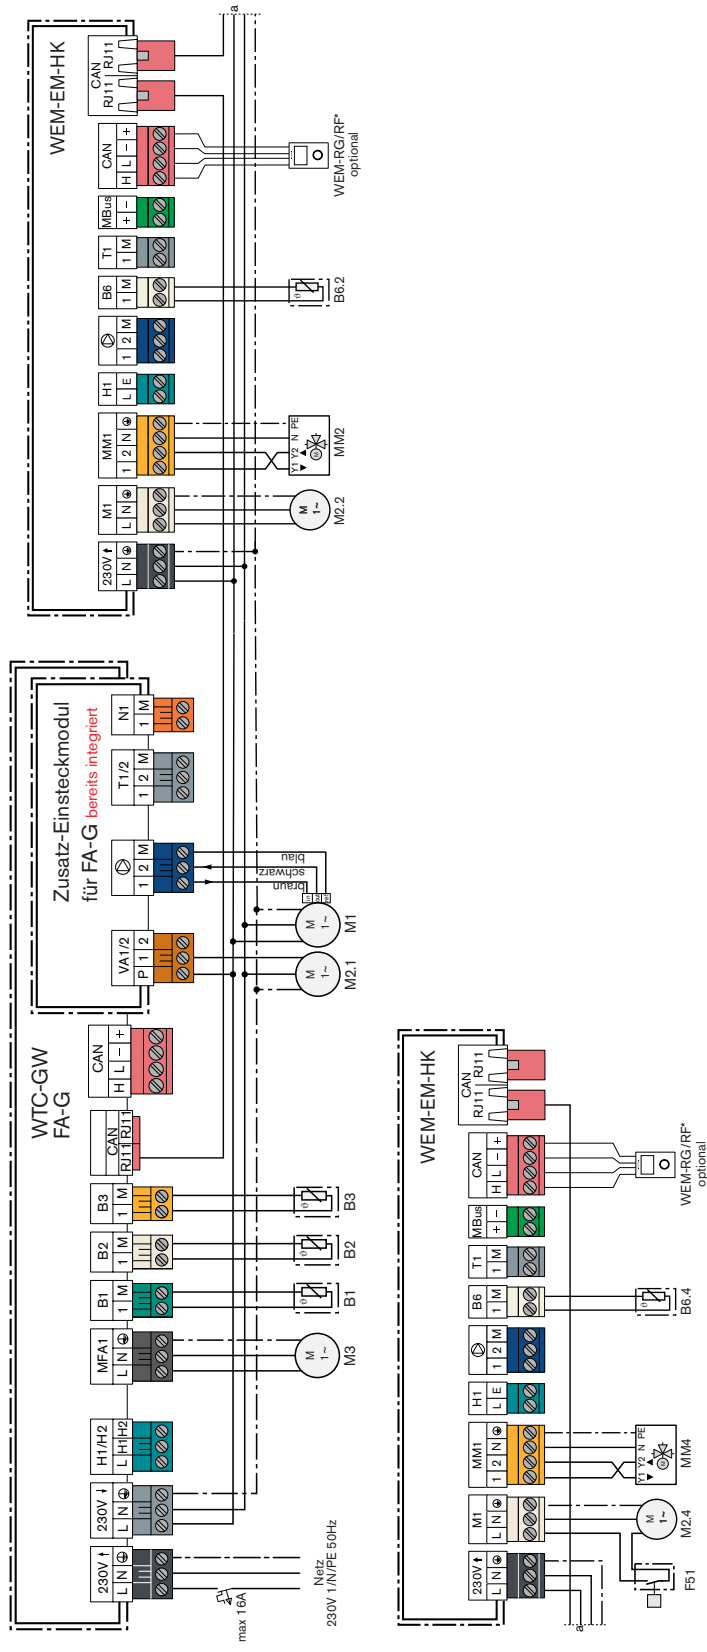 WTC-GW
FA-G
230V
L N
230V
L N
H1/H2
L H1 H2
MFA1
L N
B1
1 M
B2
1 M
B3
1 M
CAN
RJ11 RJ11
CAN
H L − +
Netz
230V 1/N/PE 50Hz
max 16A
M
1~
M3
B1
B2
B3
Zusatz-Einsteckmodul
für FA-G bereits integriert
VA1/2
P 1 2
1 2 M
T1/2
1 2 M
N1
1 M
braun
schwarz
blau
M
1~
M2.1
M
1~
M1
WEM-EM-HK
230V
L N
M1
L N
MM1
1 2 N
H1
L E
1 2 M
B6
1 M
T1
1 M
MBus
+ −
CAN
H L − +
CAN
RJ11 RJ11
M
1~
M2.2
Y1 Y2 N PE
M
MM2
B6.2
WEM-RG/RF*
optional
a
WEM-EM-HK
230V
L N
M1
L N
MM1
1 2 N
H1
L E
1 2 M
B6
1 M
T1
1 M
MBus
+ −
CAN
H L − +
CAN
RJ11 RJ11
a
F51
M
1~
M2.4
Y1 Y2 N PE
M
MM4
B6.4
WEM-RG/RF*
optional